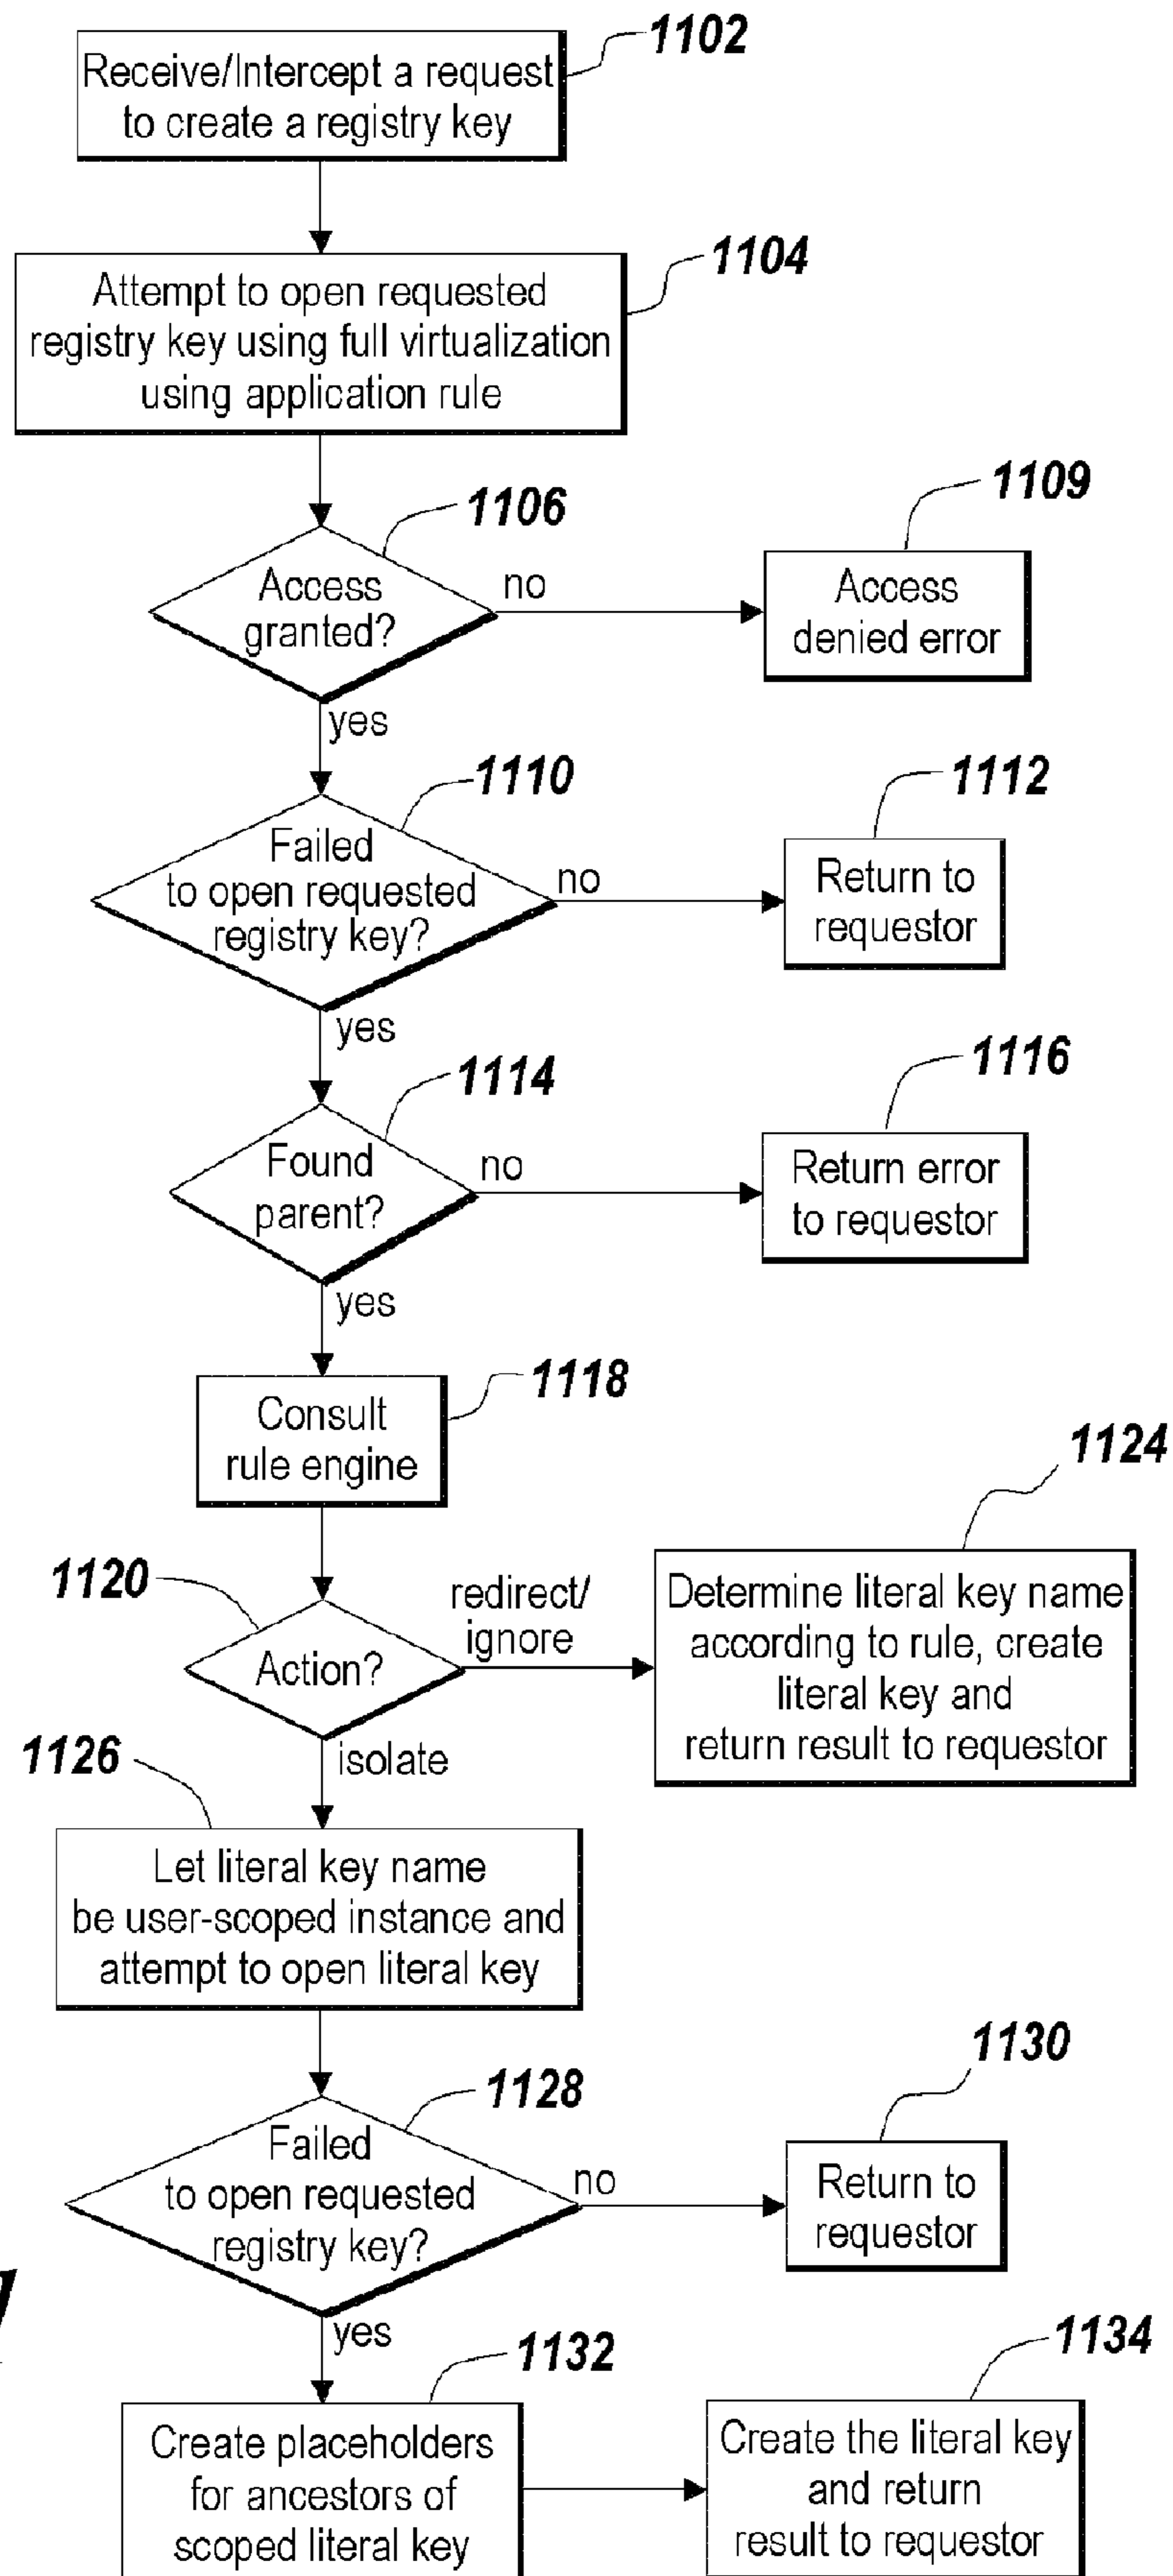 1102
Receive/Intercept a request
to create a registry key
1104
Attempt to open requested
registry key using full virtualization
using application rule
1106
Access
granted?
no
1109
Access
denied error
yes
1110
Failed
to open requested
registry key?
no
1112
Return to
requestor
yes
1114
Found
parent?
no
1116
Return error
to requestor
yes
1118
Consult
rule engine
1120
Action?
redirect/
ignore
1124
Determine literal key name
according to rule, create
literal key and
return result to requestor
isolate
1126
Let literal key name
be user-scoped instance and
attempt to open literal key
1128
Failed
to open requested
registry key?
no
1130
Return to
requestor
yes
1132
Create placeholders
for ancestors of
scoped literal key
1134
Create the literal key
and return
result to requestor